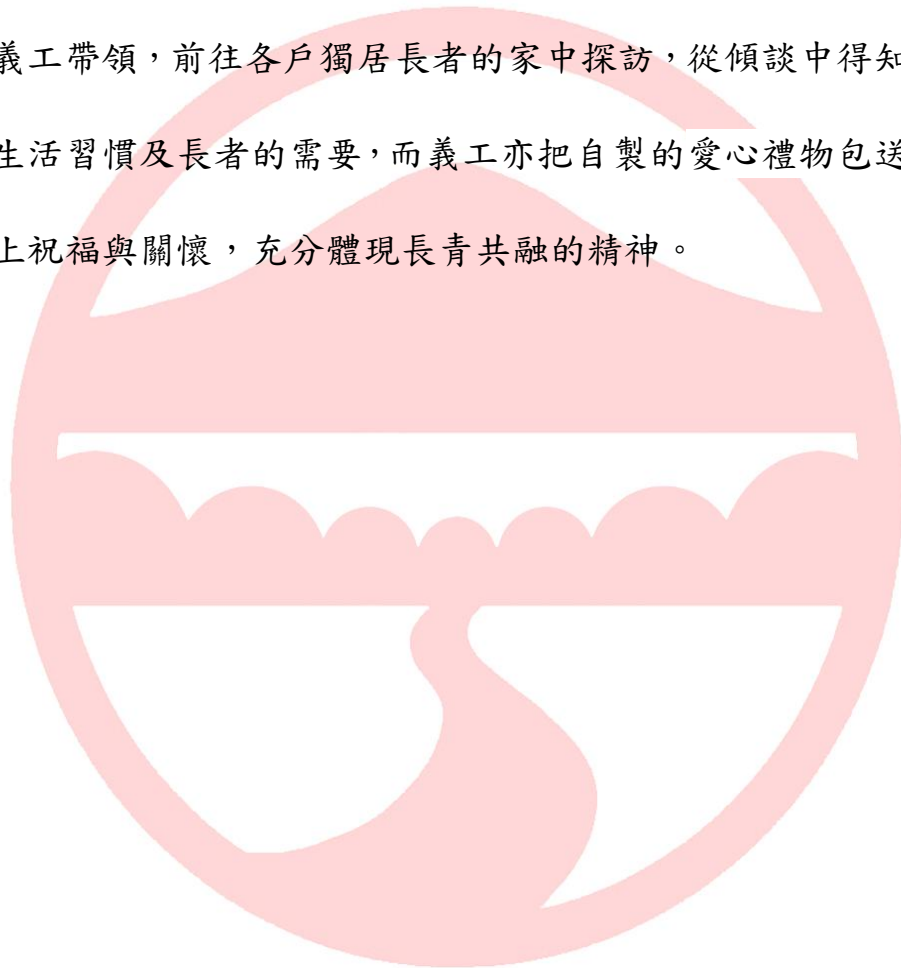 義工帶領，前往各戶獨居長者的家中探訪，從傾談中得知
生活習慣及長者的需要，而義工亦把自製的愛心禮物包送
上祝福與關懷，充分體現長青共融的精神。